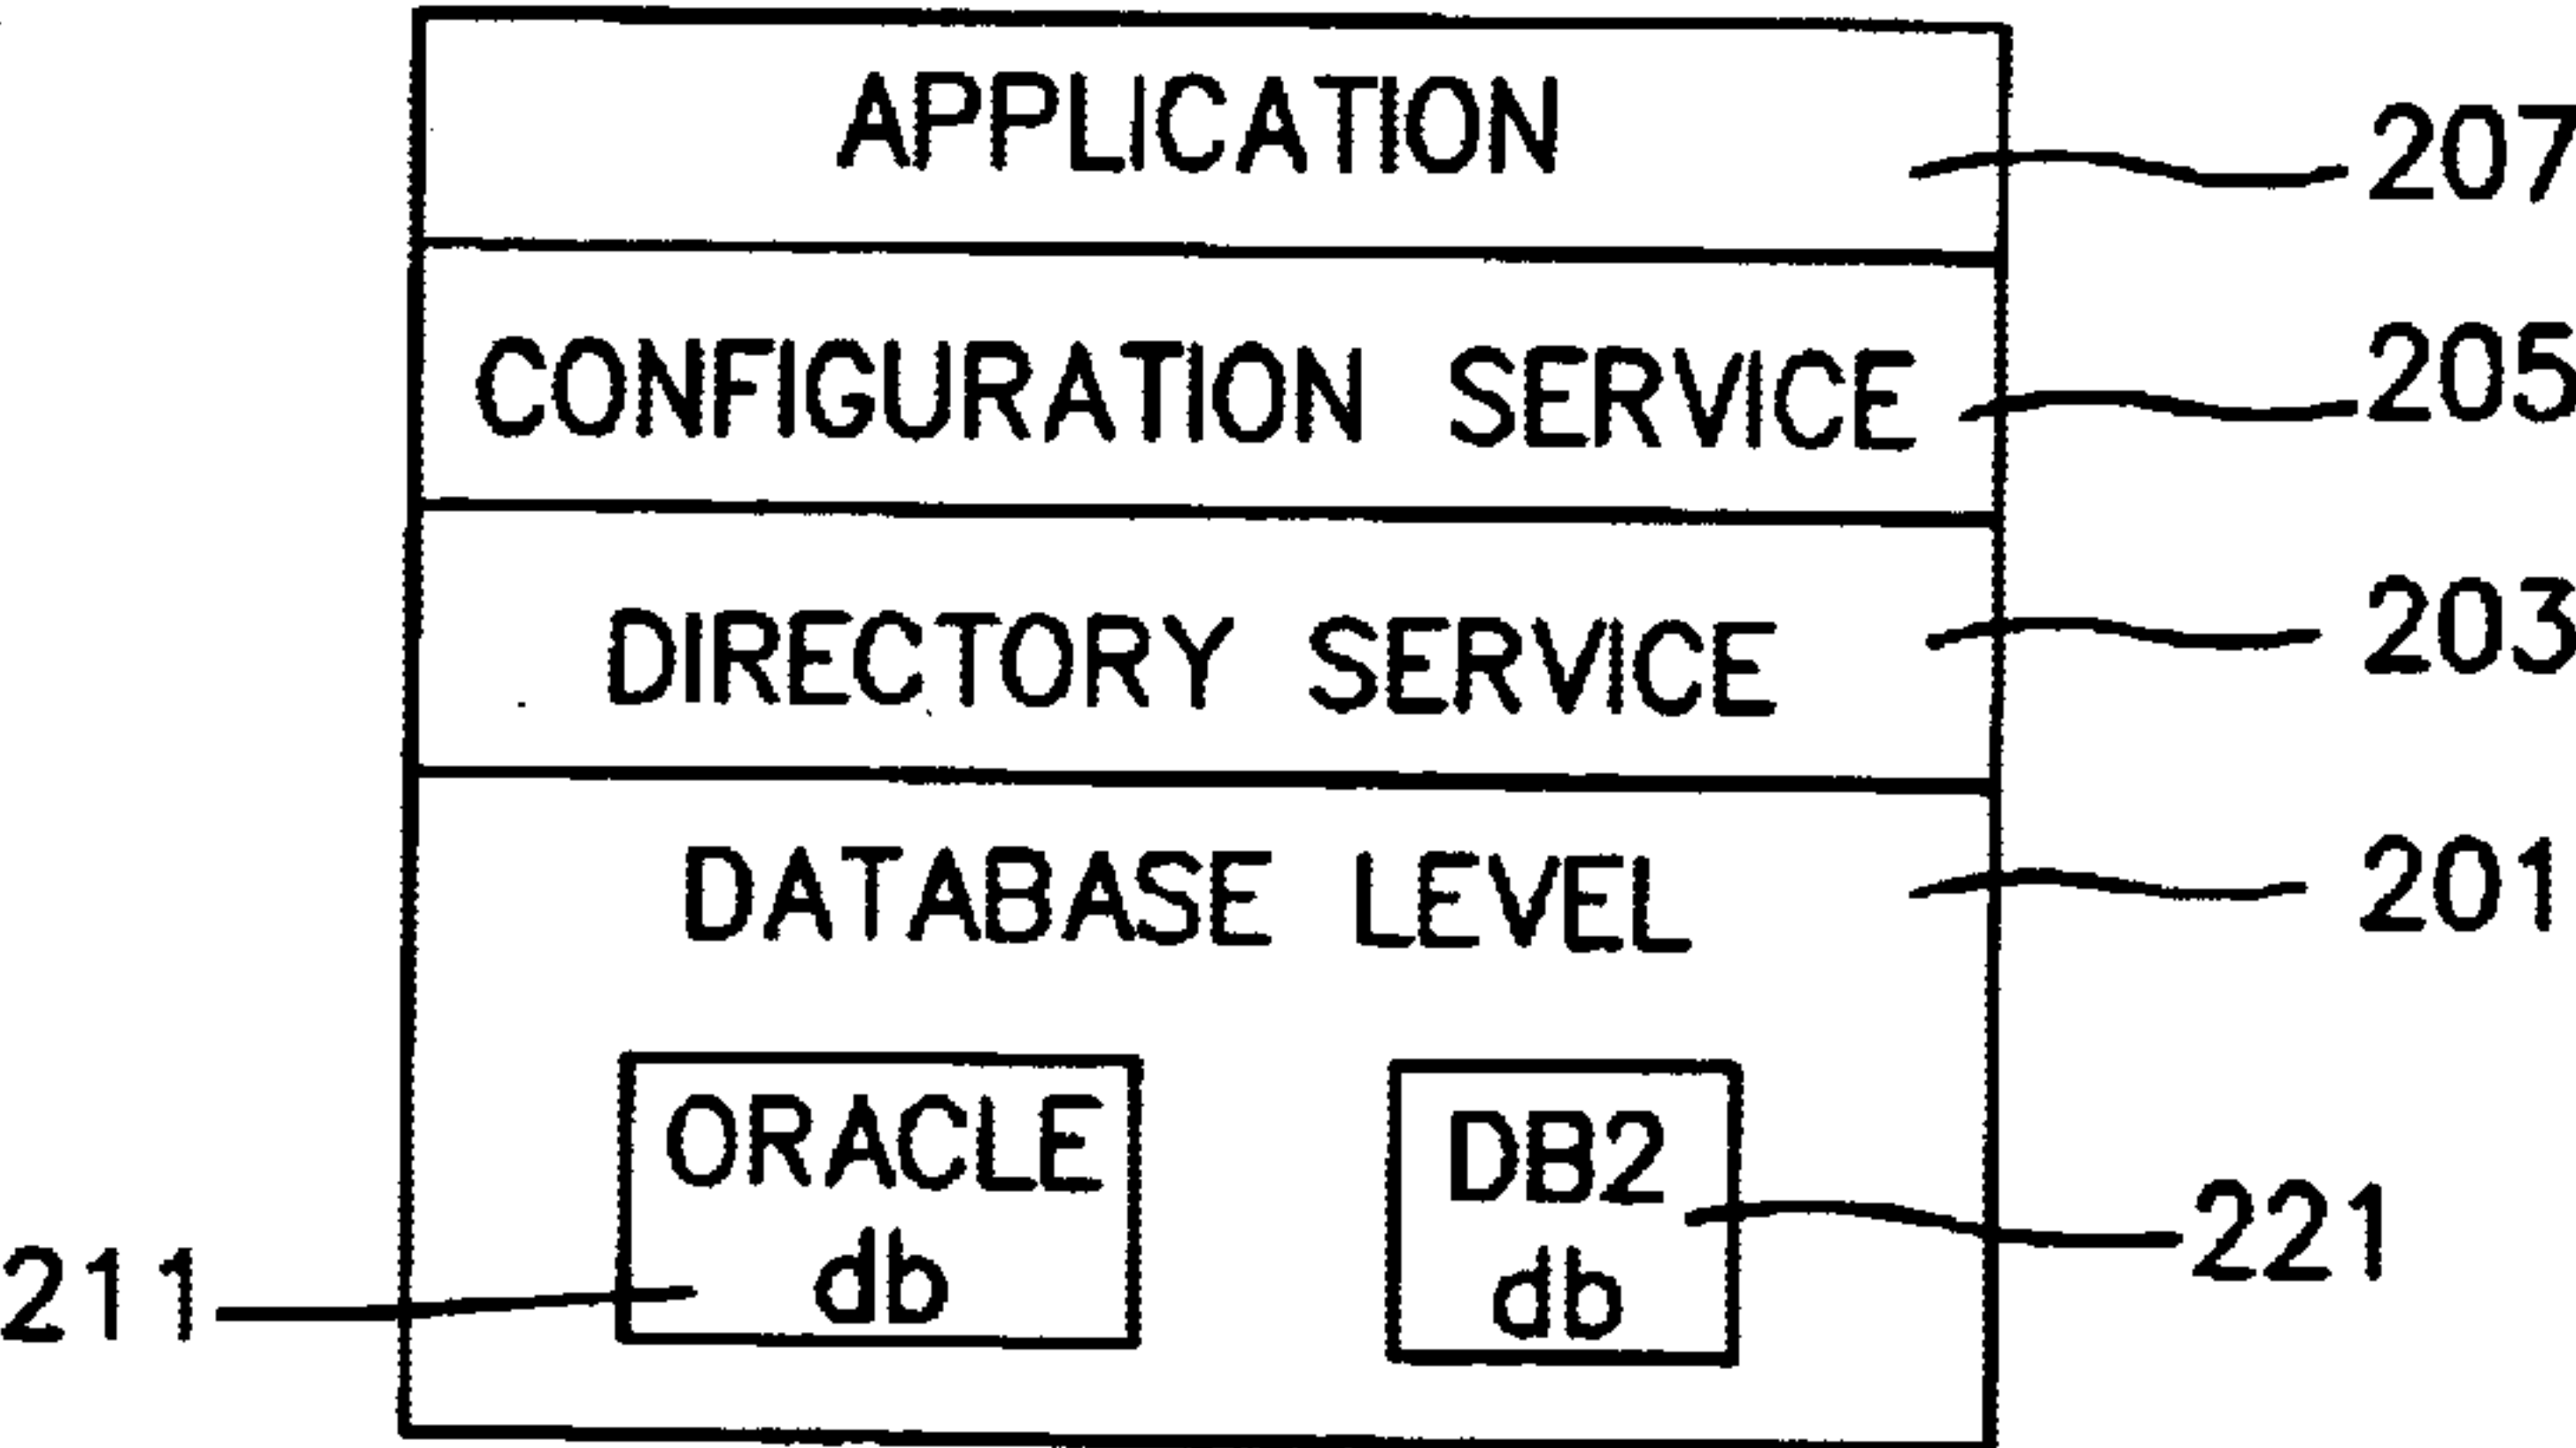 APPLICATION
207
CONFIGURATION SERVICE
205
DIRECTORY SERVICE
203
DATABASE LEVEL
201
ORACLE
db
DB2
db
211
221